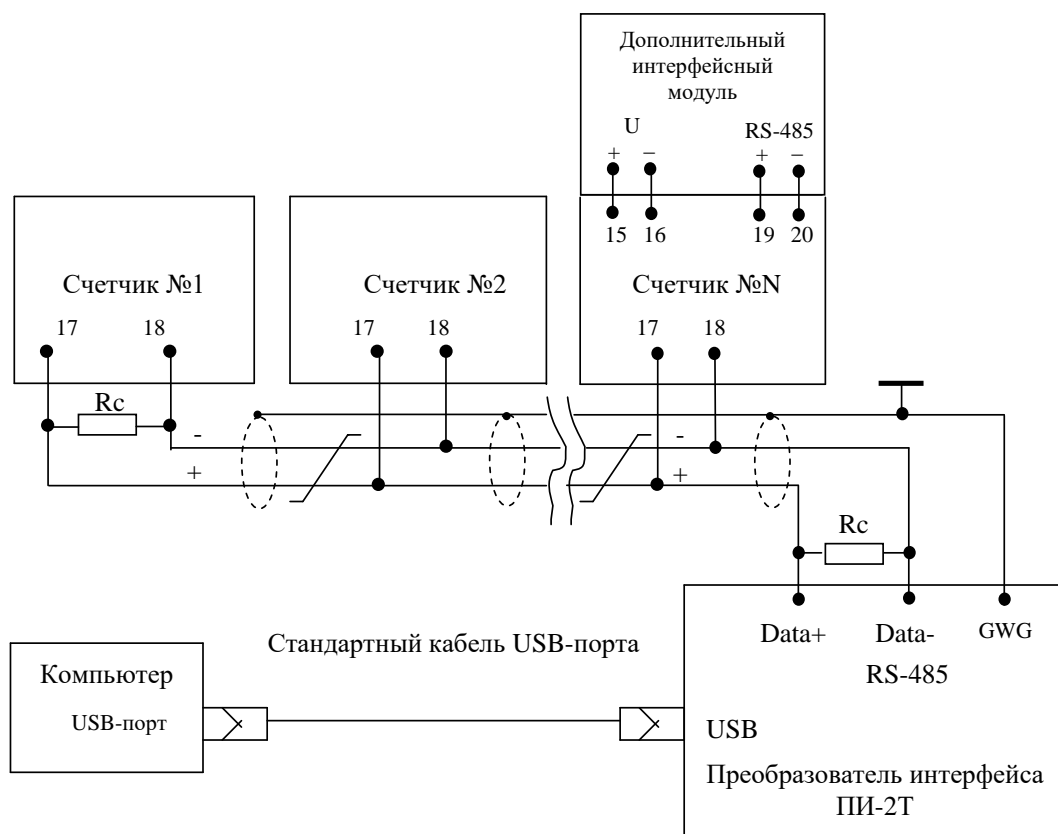 Дополнительный
интерфейсный
модуль
U
RS-485
+ –
+ –
15 16 19 20
Счетчик №1
Счетчик №2
Счетчик №N
17 18
17 18
17 18
Rc
-
+
-
+
Rc
Data+ Data- GWG
RS-485
Стандартный кабель USB-порта
Компьютер
USB-порт
USB
Преобразователь интерфейса
ПИ-2Т